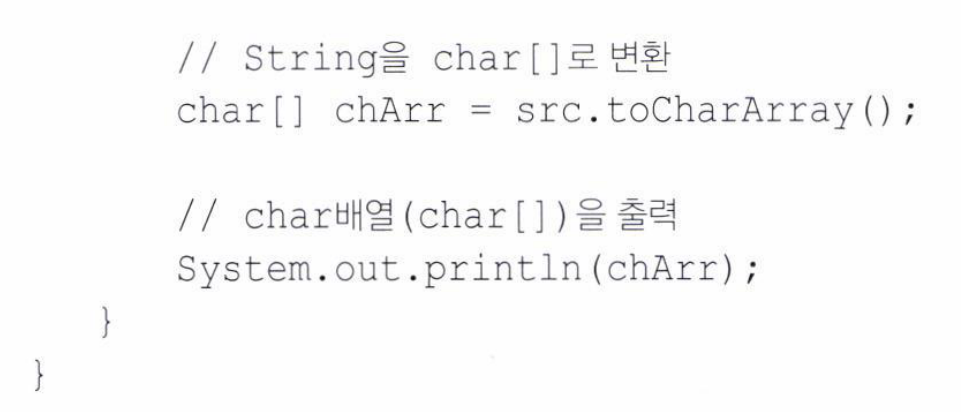 // String을 char[]로 변환
char[] chArr = src.toCharArray();
// char배열(char[])을 출력
System.out.println(chArr);
}
}